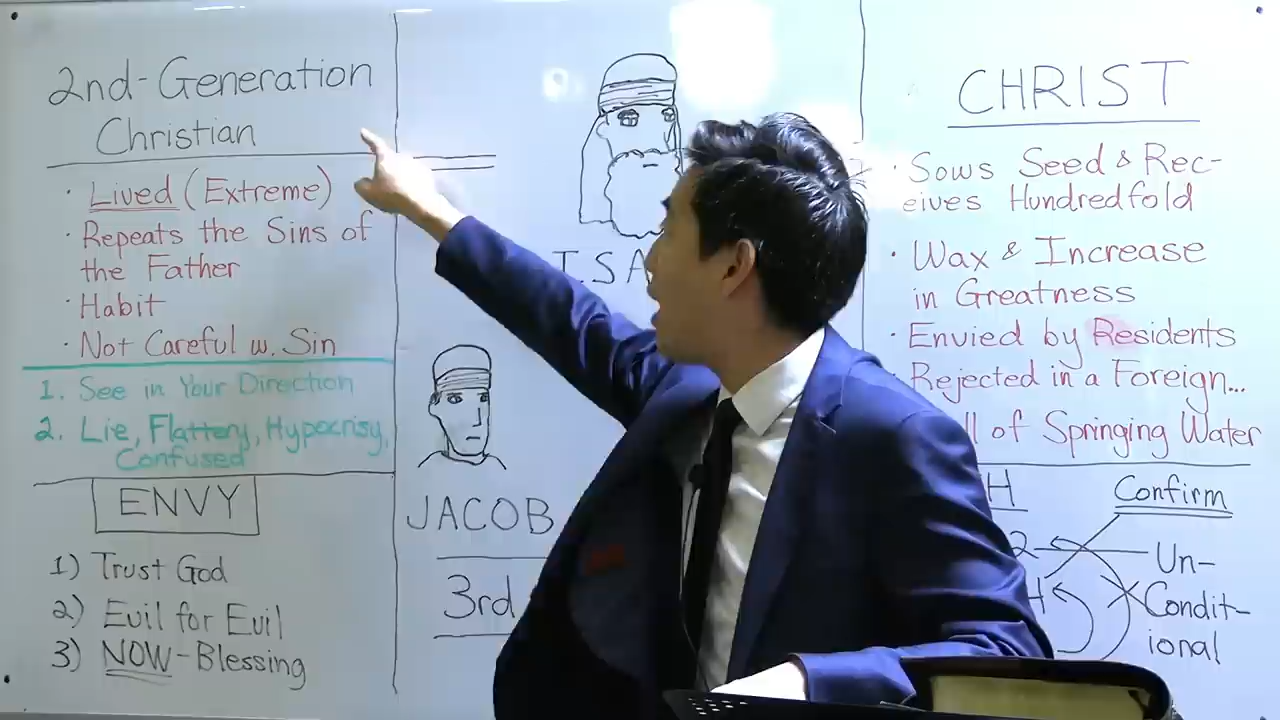 2nd-Generation
Christian
· Lived (Extreme)
· Repeats the Sins of
the Father
· Habit
· Not Careful w. Sin
1. See in Your Direction
2. Lie, Flattery, Hypocrisy,
Confused
ENVY
1) Trust God
2) Evil for Evil
3) NOW-Blessing
ISA
JACOB
3rd
CHRIST
· Sows Seed & Rec-
eives Hundredfold
· Wax & Increase
in Greatness
· Envied by Residents
· Rejected in a Foreign...
ll of Springing Water
H
Confirm
2
Un-
H
Condit-
ional